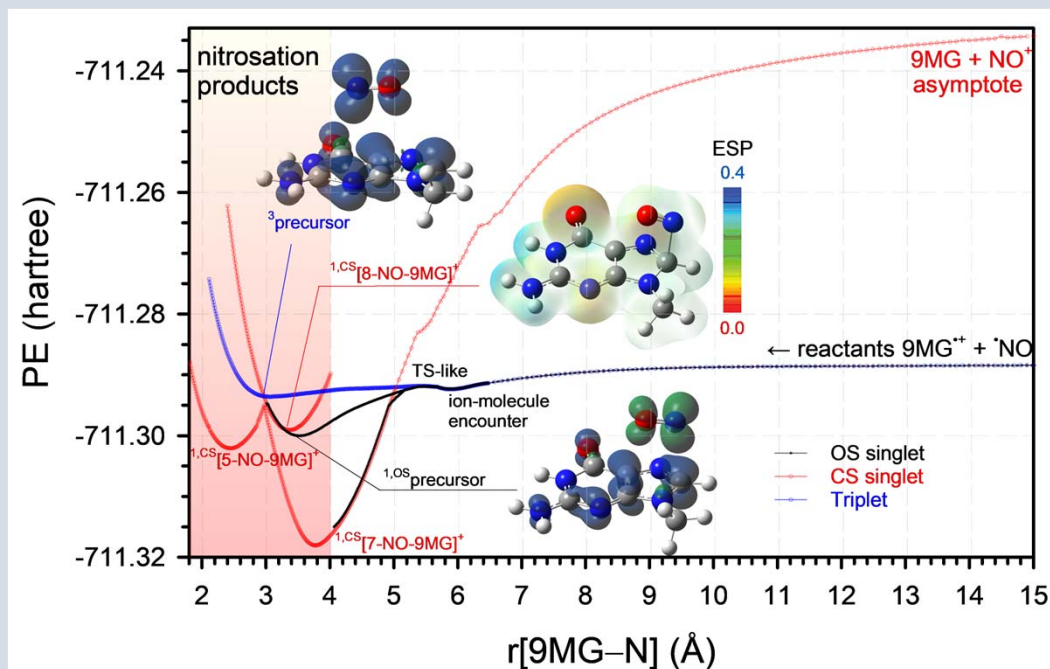 nitrosation
products
9MG + NO⁺
asymptote
ESP
0.4
0.0
³precursor
¹,ᶜˢ[8-NO-9MG]⁺
← reactants 9MG•⁺ + •NO
TS-like
ion-molecule
encounter
¹,ᶜˢ[5-NO-9MG]⁺
¹,ᴼˢprecursor
¹,ᶜˢ[7-NO-9MG]⁺
OS singlet
CS singlet
Triplet
PE (hartree)
-711.24
-711.26
-711.28
-711.30
-711.32
2 3 4 5 6 7 8 9 10 11 12 13 14 15
r[9MG–N] (Å)